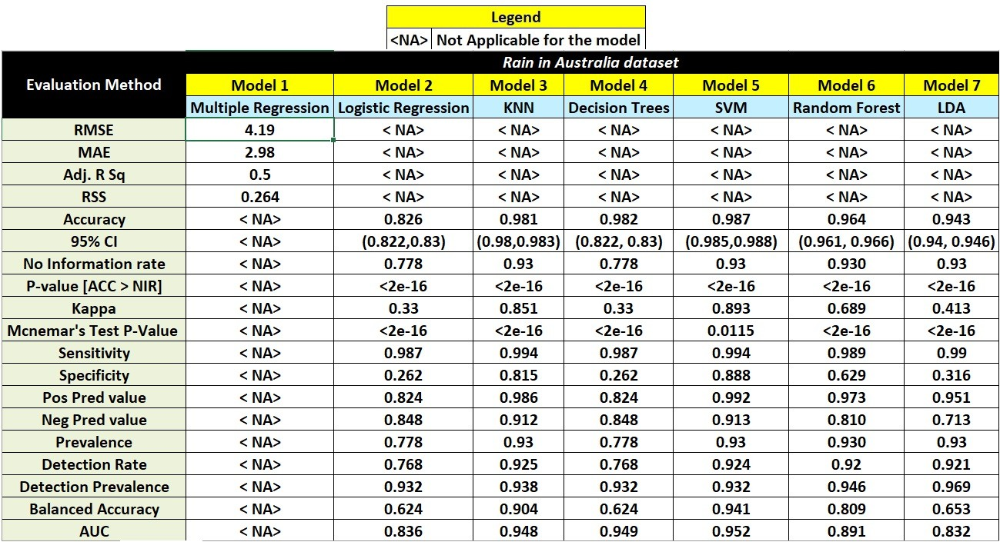 Legend
<NA> Not Applicable for the model
Rain in Australia dataset
Evaluation Method Model 1 Model 2 Model 3 Model 4 Model 5 Model 6 Model 7
Multiple Regression Logistic Regression KNN Decision Trees SVM Random Forest LDA
RMSE 4.19 < NA> < NA> < NA> < NA> < NA> < NA>
MAE 2.98 < NA> < NA> < NA> < NA> < NA> < NA>
Adj. R Sq 0.5 < NA> < NA> < NA> < NA> < NA> < NA>
RSS 0.264 < NA> < NA> < NA> < NA> < NA> < NA>
Accuracy < NA> 0.826 0.981 0.982 0.987 0.964 0.943
95% CI < NA> (0.822,0.83) (0.98,0.983) (0.822, 0.83) (0.985,0.988) (0.961, 0.966) (0.94, 0.946)
No Information rate < NA> 0.778 0.93 0.778 0.93 0.930 0.93
P-value [ACC > NIR] < NA> <2e-16 <2e-16 <2e-16 <2e-16 <2e-16 <2e-16
Kappa < NA> 0.33 0.851 0.33 0.893 0.689 0.413
Mcnemar's Test P-Value < NA> <2e-16 <2e-16 <2e-16 0.0115 <2e-16 <2e-16
Sensitivity < NA> 0.987 0.994 0.987 0.994 0.989 0.99
Specificity < NA> 0.262 0.815 0.262 0.888 0.629 0.316
Pos Pred value < NA> 0.824 0.986 0.824 0.992 0.973 0.951
Neg Pred value < NA> 0.848 0.912 0.848 0.913 0.810 0.713
Prevalence < NA> 0.778 0.93 0.778 0.93 0.930 0.93
Detection Rate < NA> 0.768 0.925 0.768 0.924 0.92 0.921
Detection Prevalence < NA> 0.932 0.938 0.932 0.932 0.946 0.969
Balanced Accuracy < NA> 0.624 0.904 0.624 0.941 0.809 0.653
AUC < NA> 0.836 0.948 0.949 0.952 0.891 0.832